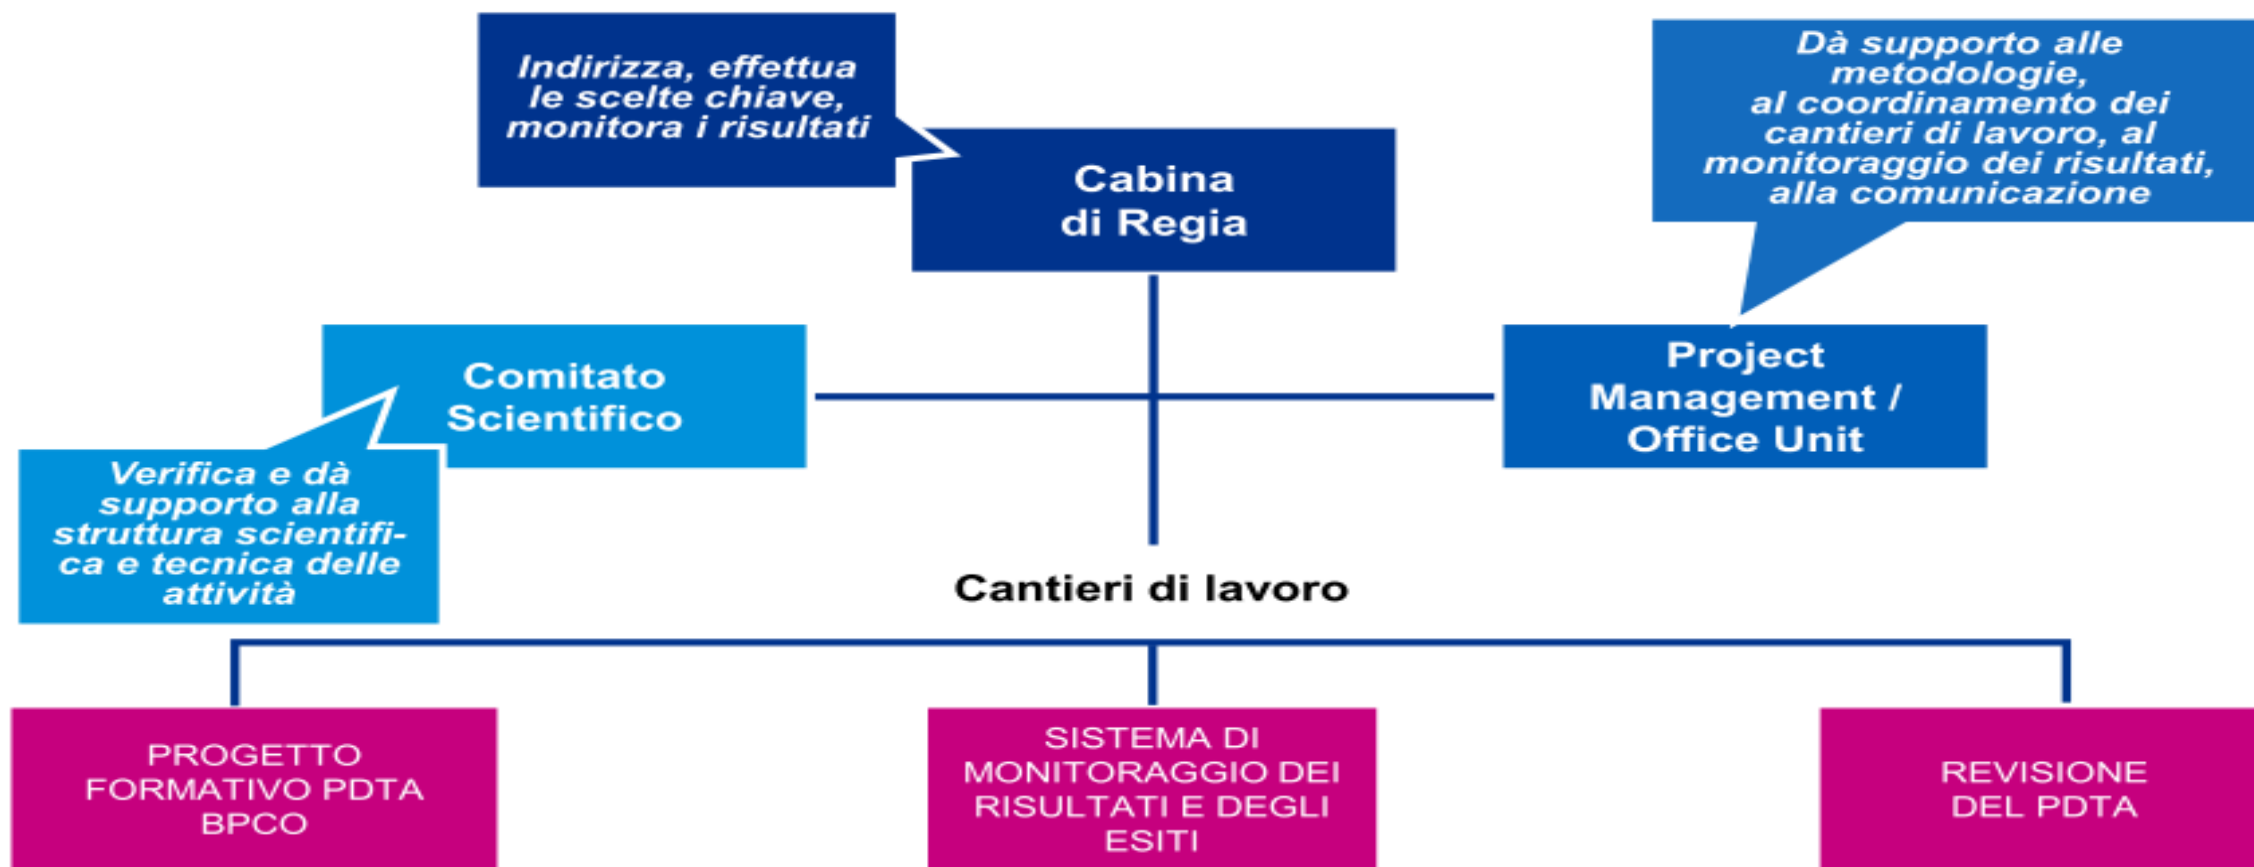 Indirizza, effettua
le scelte chiave,
monitora i risultati
Dà supporto alle
metodologie,
al coordinamento dei
cantieri di lavoro, al
monitoraggio dei risultati,
alla comunicazione
Cabina
di Regia
Comitato
Scientifico
Project
Management /
Office Unit
Verifica e dà
supporto alla
struttura scientifi-
ca e tecnica delle
attività
Cantieri di lavoro
PROGETTO
FORMATIVO PDTA
BPCO
SISTEMA DI
MONITORAGGIO DEI
RISULTATI E DEGLI
ESITI
REVISIONE
DEL PDTA